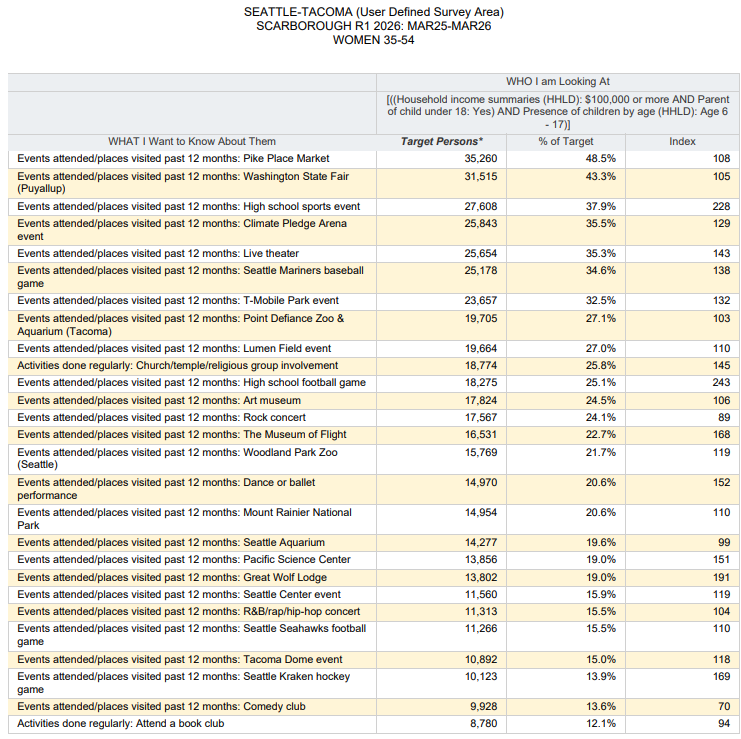 SEATTLE-TACOMA (User Defined Survey Area)
SCARBOROUGH R1 2026: MAR25-MAR26
WOMEN 35-54
WHO I am Looking At
[((Household income summaries (HHLD): $100,000 or more AND Parent
of child under 18: Yes) AND Presence of children by age (HHLD): Age 6
- 17)]
WHAT I Want to Know About Them Target Persons* % of Target Index
Events attended/places visited past 12 months: Pike Place Market 35,260 48.5% 108
Events attended/places visited past 12 months: Washington State Fair 31,515 43.3% 105
(Puyallup)
Events attended/places visited past 12 months: High school sports event 27,608 37.9% 228
Events attended/places visited past 12 months: Climate Pledge Arena 25,843 35.5% 129
event
Events attended/places visited past 12 months: Live theater 25,654 35.3% 143
Events attended/places visited past 12 months: Seattle Mariners baseball 25,178 34.6% 138
game
Events attended/places visited past 12 months: T-Mobile Park event 23,657 32.5% 132
Events attended/places visited past 12 months: Point Defiance Zoo & 19,705 27.1% 103
Aquarium (Tacoma)
Events attended/places visited past 12 months: Lumen Field event 19,664 27.0% 110
Activities done regularly: Church/temple/religious group involvement 18,774 25.8% 145
Events attended/places visited past 12 months: High school football game 18,275 25.1% 243
Events attended/places visited past 12 months: Art museum 17,824 24.5% 106
Events attended/places visited past 12 months: Rock concert 17,567 24.1% 89
Events attended/places visited past 12 months: The Museum of Flight 16,531 22.7% 168
Events attended/places visited past 12 months: Woodland Park Zoo 15,769 21.7% 119
(Seattle)
Events attended/places visited past 12 months: Dance or ballet 14,970 20.6% 152
performance
Events attended/places visited past 12 months: Mount Rainier National 14,954 20.6% 110
Park
Events attended/places visited past 12 months: Seattle Aquarium 14,277 19.6% 99
Events attended/places visited past 12 months: Pacific Science Center 13,856 19.0% 151
Events attended/places visited past 12 months: Great Wolf Lodge 13,802 19.0% 191
Events attended/places visited past 12 months: Seattle Center event 11,560 15.9% 119
Events attended/places visited past 12 months: R&B/rap/hip-hop concert 11,313 15.5% 104
Events attended/places visited past 12 months: Seattle Seahawks football 11,266 15.5% 110
game
Events attended/places visited past 12 months: Tacoma Dome event 10,892 15.0% 118
Events attended/places visited past 12 months: Seattle Kraken hockey 10,123 13.9% 169
game
Events attended/places visited past 12 months: Comedy club 9,928 13.6% 70
Activities done regularly: Attend a book club 8,780 12.1% 94